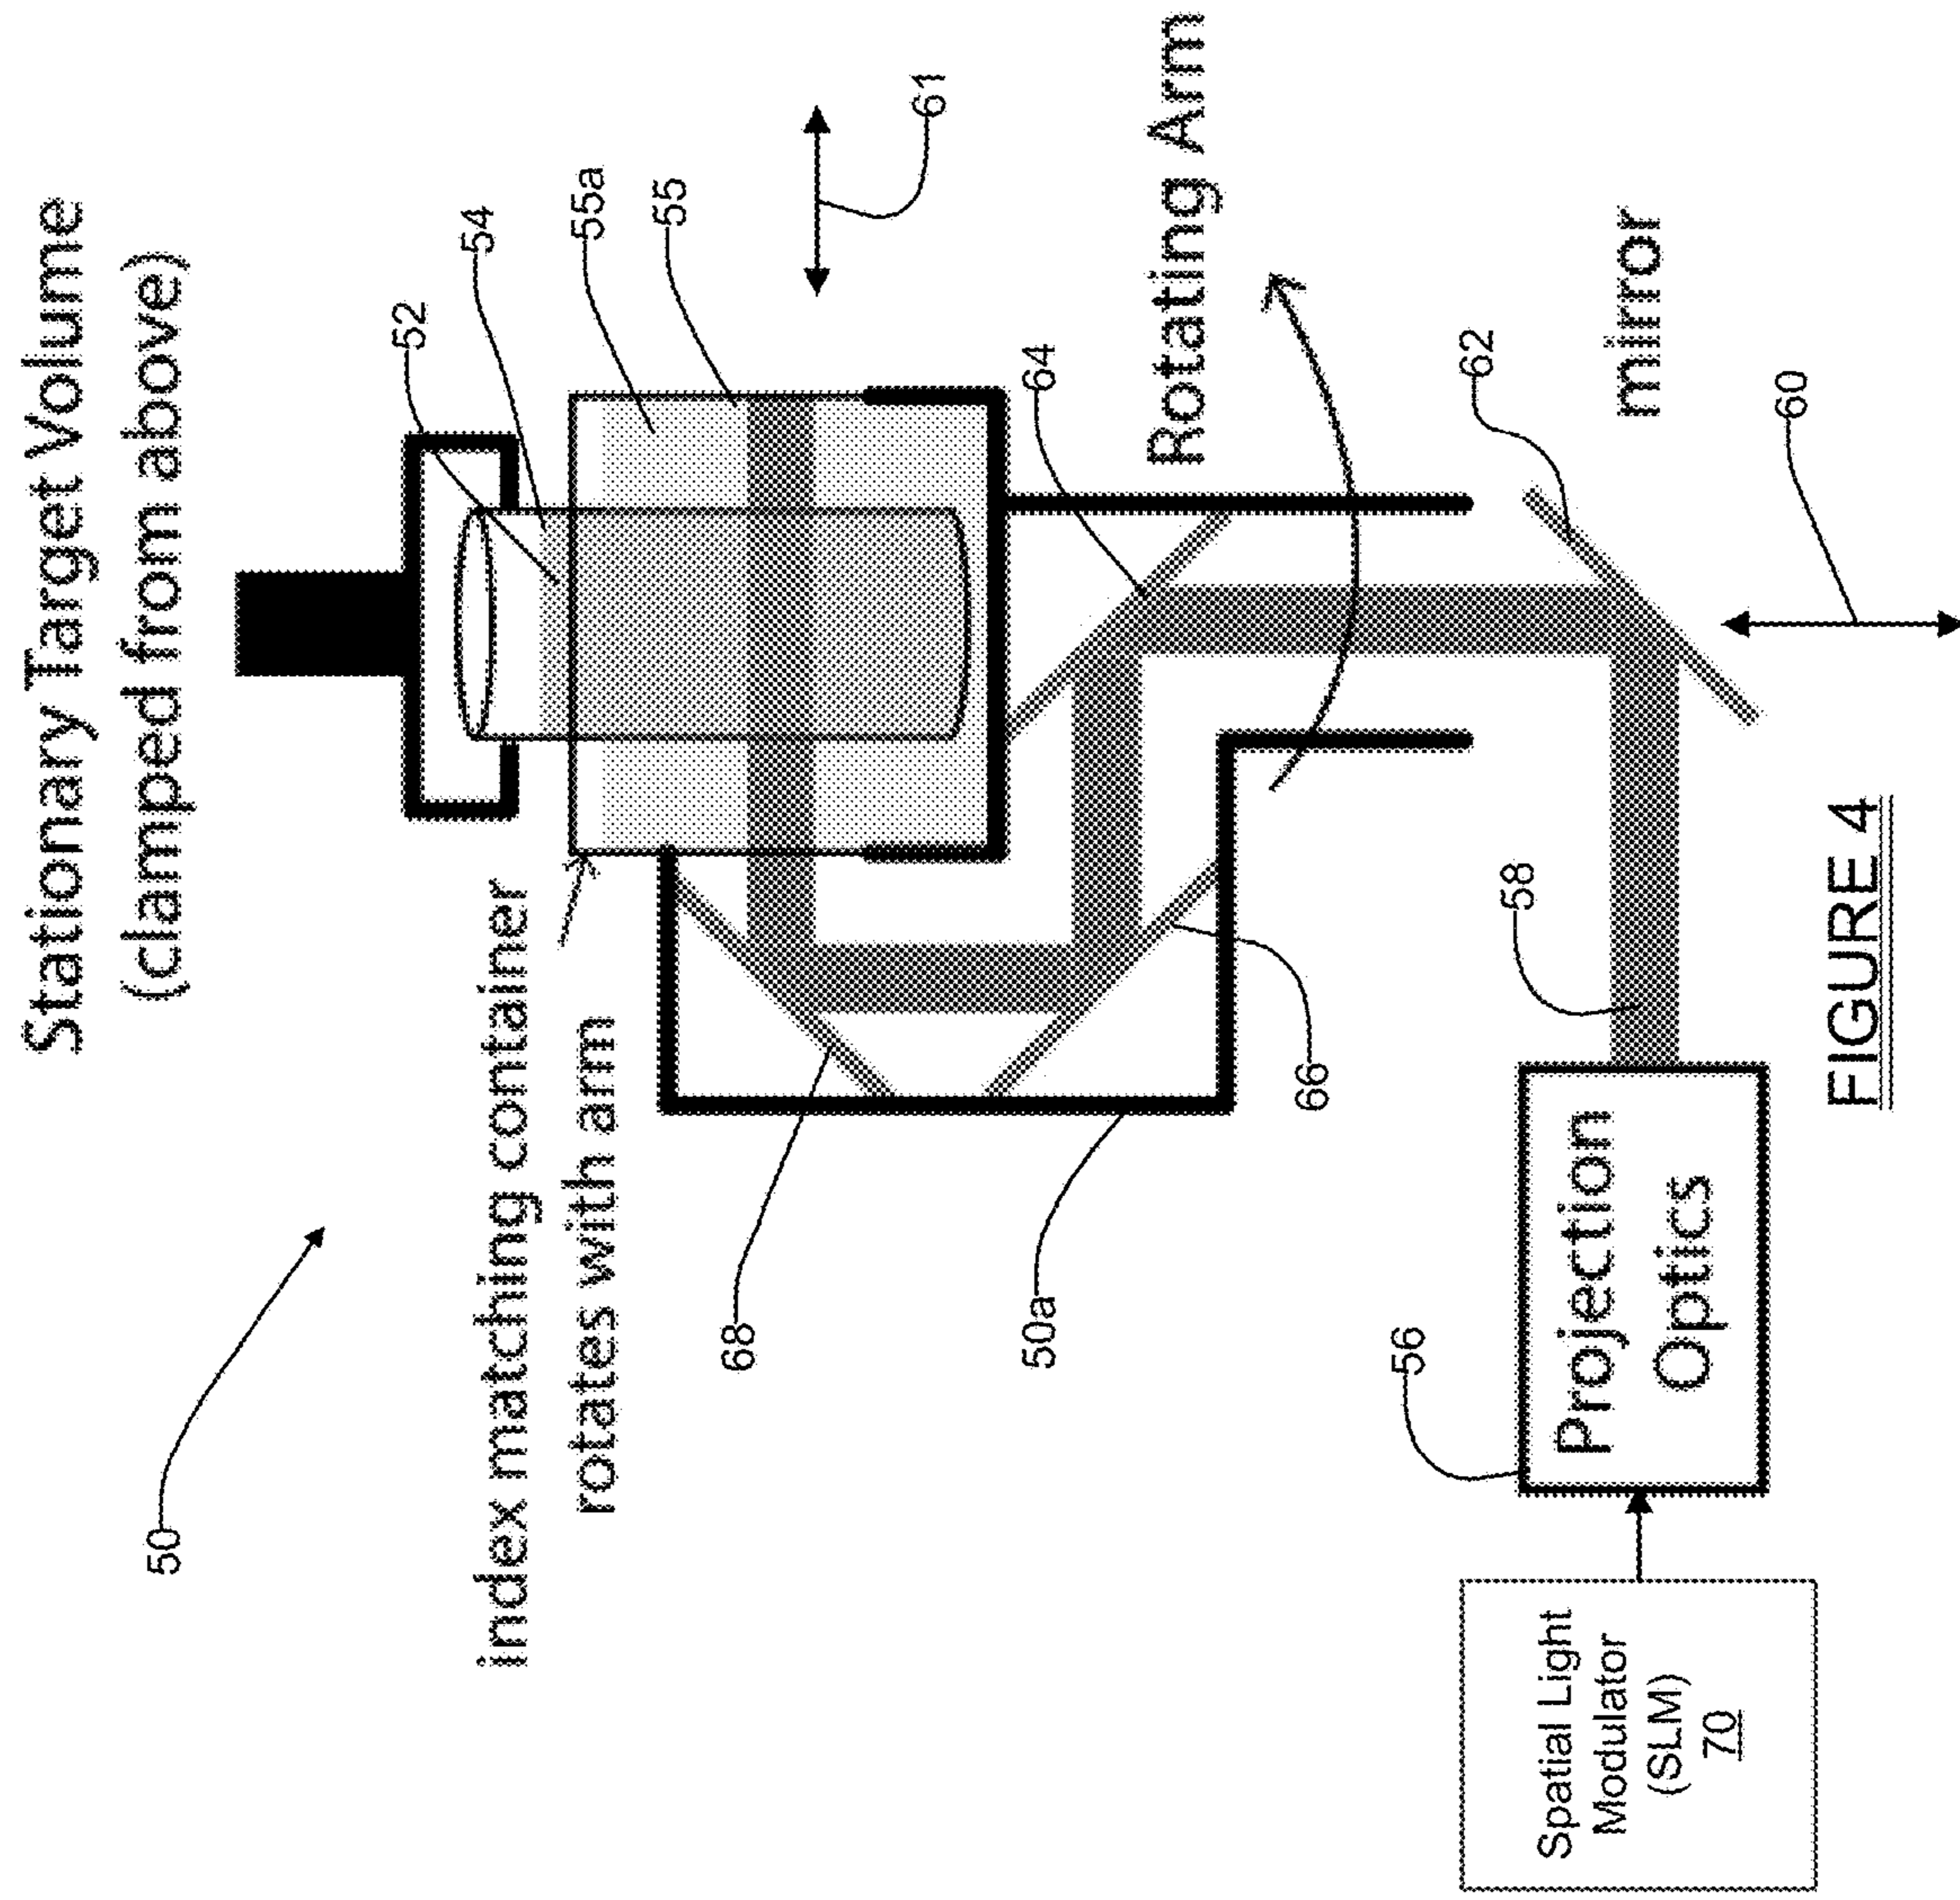 Stationary Target Volume
(clamped from above)
50
52
54
55a
55
61
index matching container
rotates with arm
68
64
Rotating Arm
50a
66
62
mirror
60
58
56
Projection
Optics
Spatial Light
Modulator
(SLM)
70
FIGURE 4